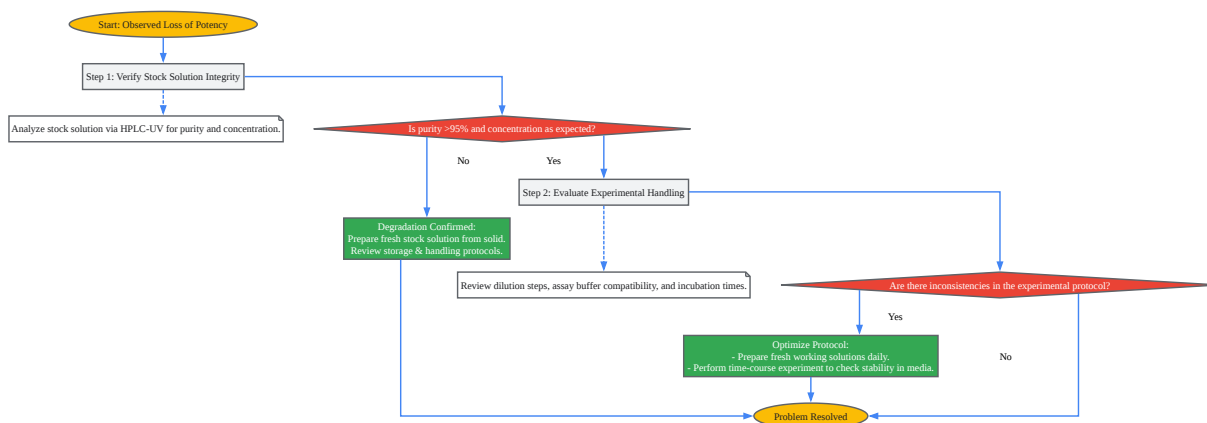 Start: Observed Loss of Potency
Step 1: Verify Stock Solution Integrity
Analyze stock solution via HPLC-UV for purity and concentration.
Is purity >95% and concentration as expected?
No
Yes
Step 2: Evaluate Experimental Handling
Degradation Confirmed:
Prepare fresh stock solution from solid.
Review storage & handling protocols.
Review dilution steps, assay buffer compatibility, and incubation times.
Are there inconsistencies in the experimental protocol?
Yes
No
Optimize Protocol:
- Prepare fresh working solutions daily.
- Perform time-course experiment to check stability in media.
Problem Resolved